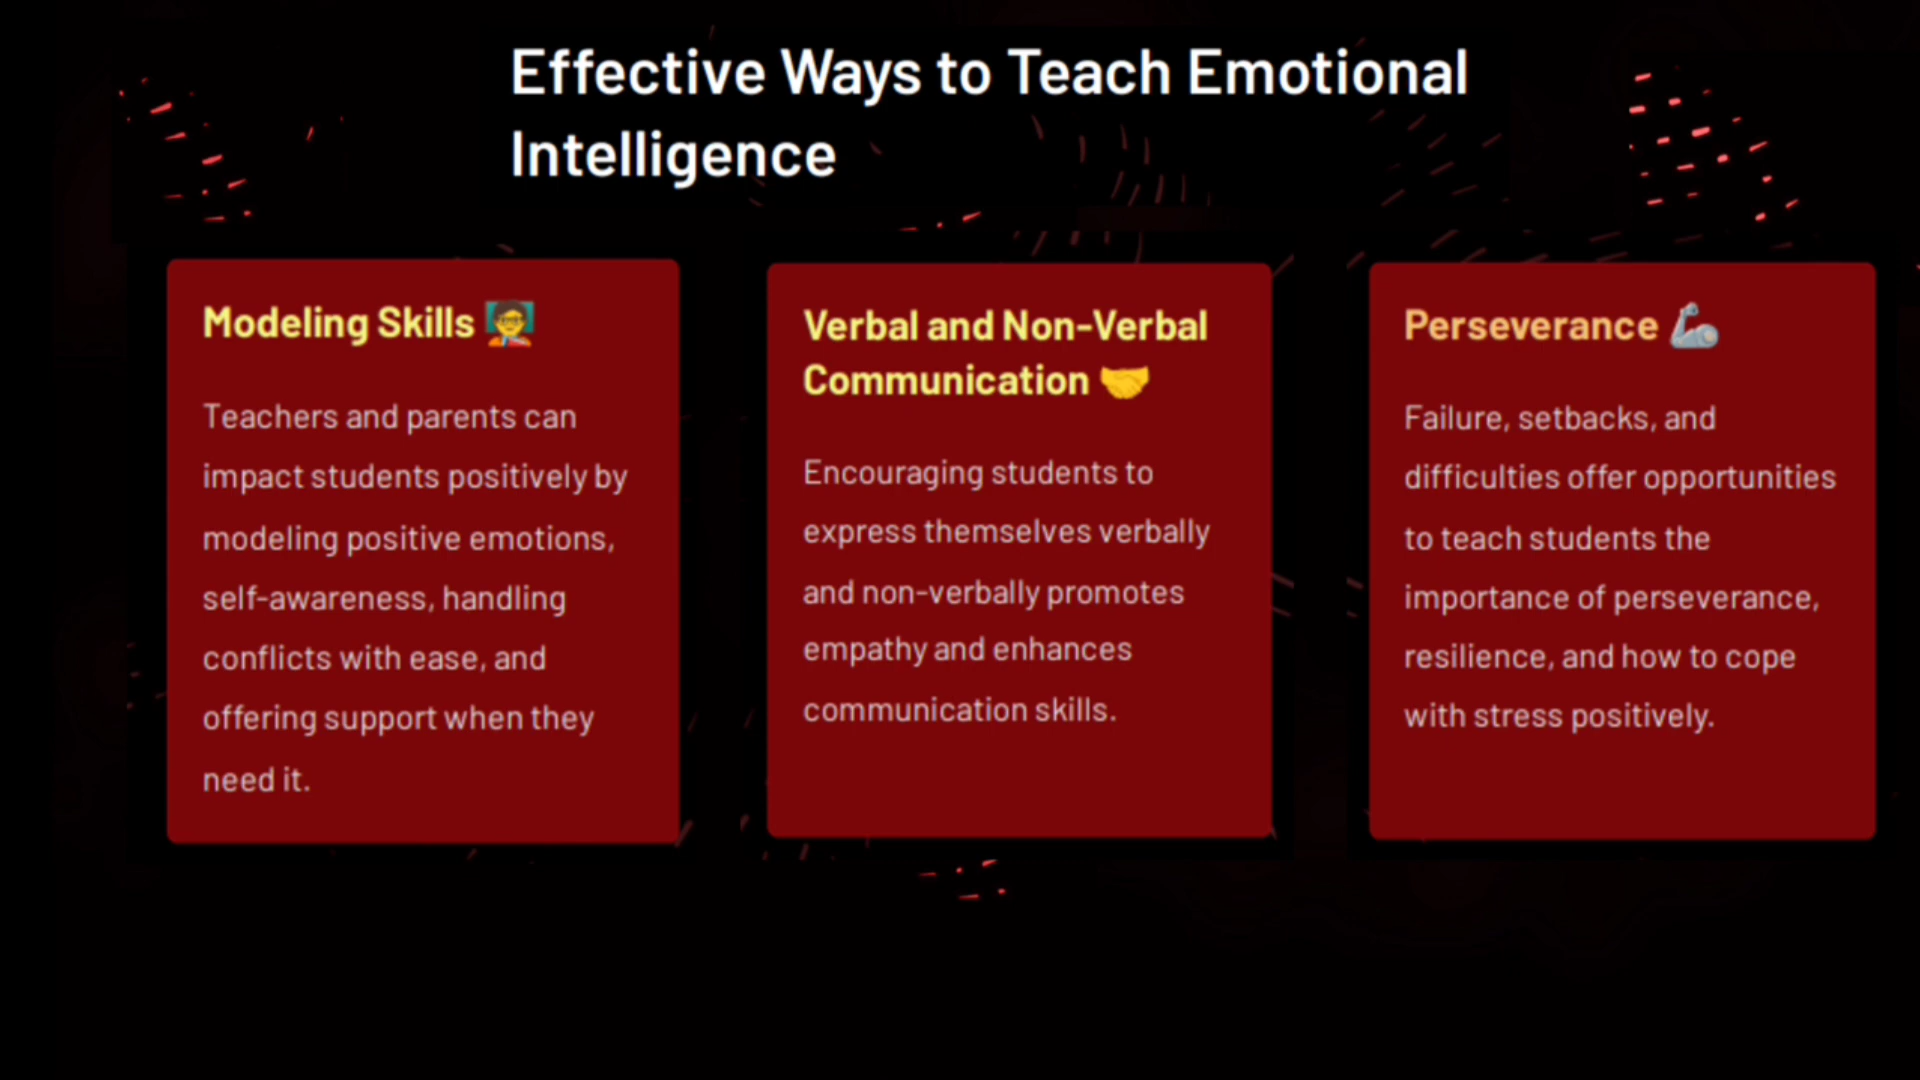 Effective Ways to Teach Emotional
Intelligence
Modeling Skills 🧑‍🏫
Teachers and parents can
impact students positively by
modeling positive emotions,
self-awareness, handling
conflicts with ease, and
offering support when they
need it.
Verbal and Non-Verbal
Communication 🤝
Encouraging students to
express themselves verbally
and non-verbally promotes
empathy and enhances
communication skills.
Perseverance 🦾
Failure, setbacks, and
difficulties offer opportunities
to teach students the
importance of perseverance,
resilience, and how to cope
with stress positively.